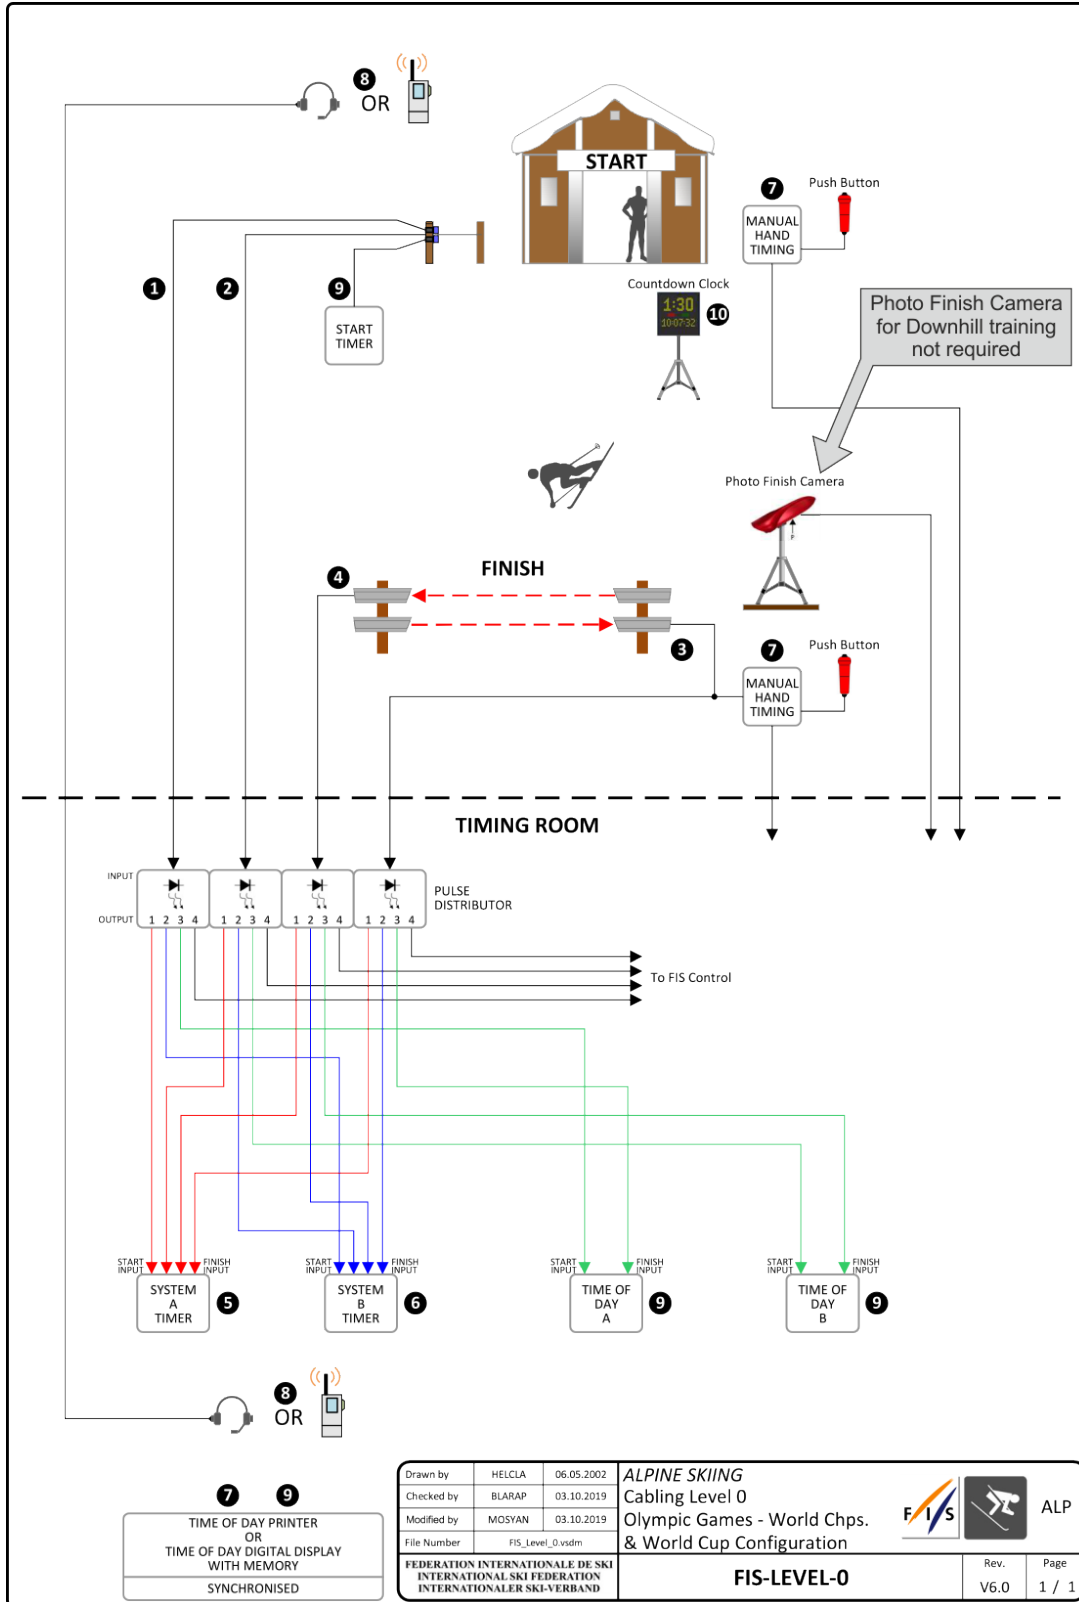 8
OR
START
7
Push Button
MANUAL
HAND
TIMING
1
2
9
START
TIMER
Countdown Clock
1:30
10:07:32
10
Photo Finish Camera
for Downhill training
not required
Photo Finish Camera
P
4
FINISH
3
7
Push Button
MANUAL
HAND
TIMING
TIMING ROOM
INPUT
PULSE
DISTRIBUTOR
OUTPUT 1 2 3 4 1 2 3 4 1 2 3 4 1 2 3 4
To FIS Control
START
INPUT
FINISH
INPUT
START
INPUT
FINISH
INPUT
START
INPUT
FINISH
INPUT
START
INPUT
FINISH
INPUT
SYSTEM
A
TIMER
5
SYSTEM
B
TIMER
6
TIME OF
DAY
A
9
TIME OF
DAY
B
9
8
OR
7 9
TIME OF DAY PRINTER
OR
TIME OF DAY DIGITAL DISPLAY
WITH MEMORY
SYNCHRONISED
Drawn by HELCLA 06.05.2002
Checked by BLARAP 03.10.2019
Modified by MOSYAN 03.10.2019
File Number FIS_Level_0.vsdm
FEDERATION INTERNATIONALE DE SKI
INTERNATIONAL SKI FEDERATION
INTERNATIONALER SKI-VERBAND
ALPINE SKIING
Cabling Level 0
Olympic Games - World Chps.
& World Cup Configuration
FIS
ALP
FIS-LEVEL-0
Rev.
V6.0
Page
1 / 1